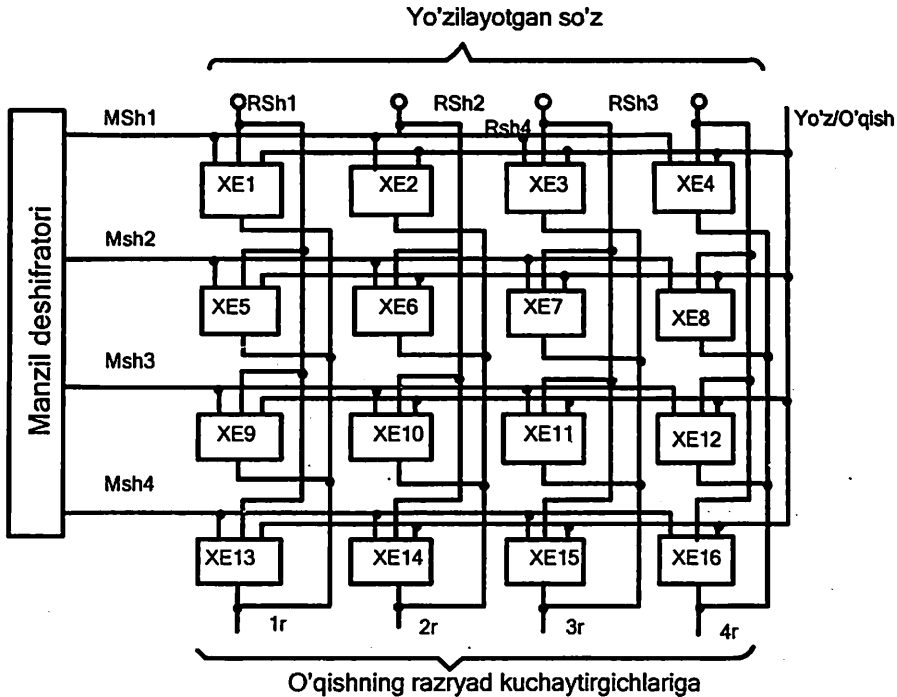 Yo'zilayotgan so'z
RSh1
RSh2
RSh3
Rsh4
Yo'z/O'qish
MSh1
XE1
XE2
XE3
XE4
Msh2
XE5
XE6
XE7
XE8
Msh3
XE9
XE10
XE11
XE12
Msh4
XE13
XE14
XE15
XE16
Manzil deshifratori
1r
2r
3r
4r
O'qishning razryad kuchaytirgichlariga